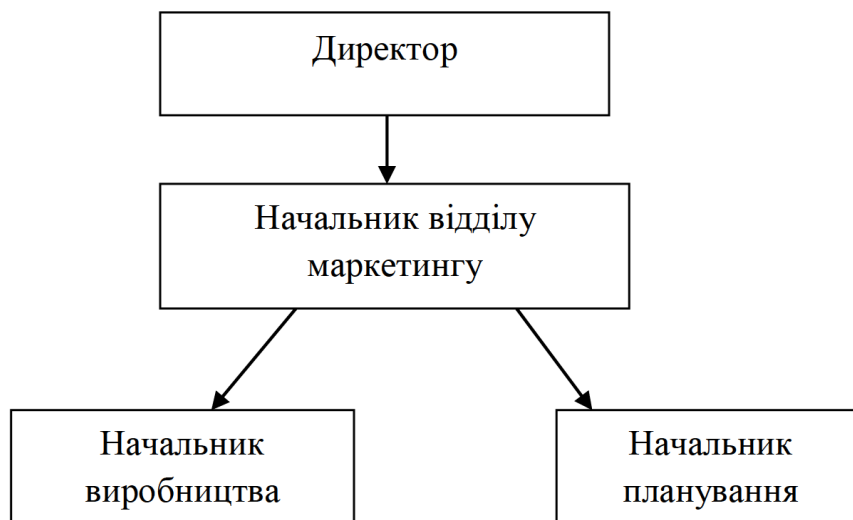 Директор
Начальник відділу
маркетингу
Начальник
виробництва
Начальник
планування